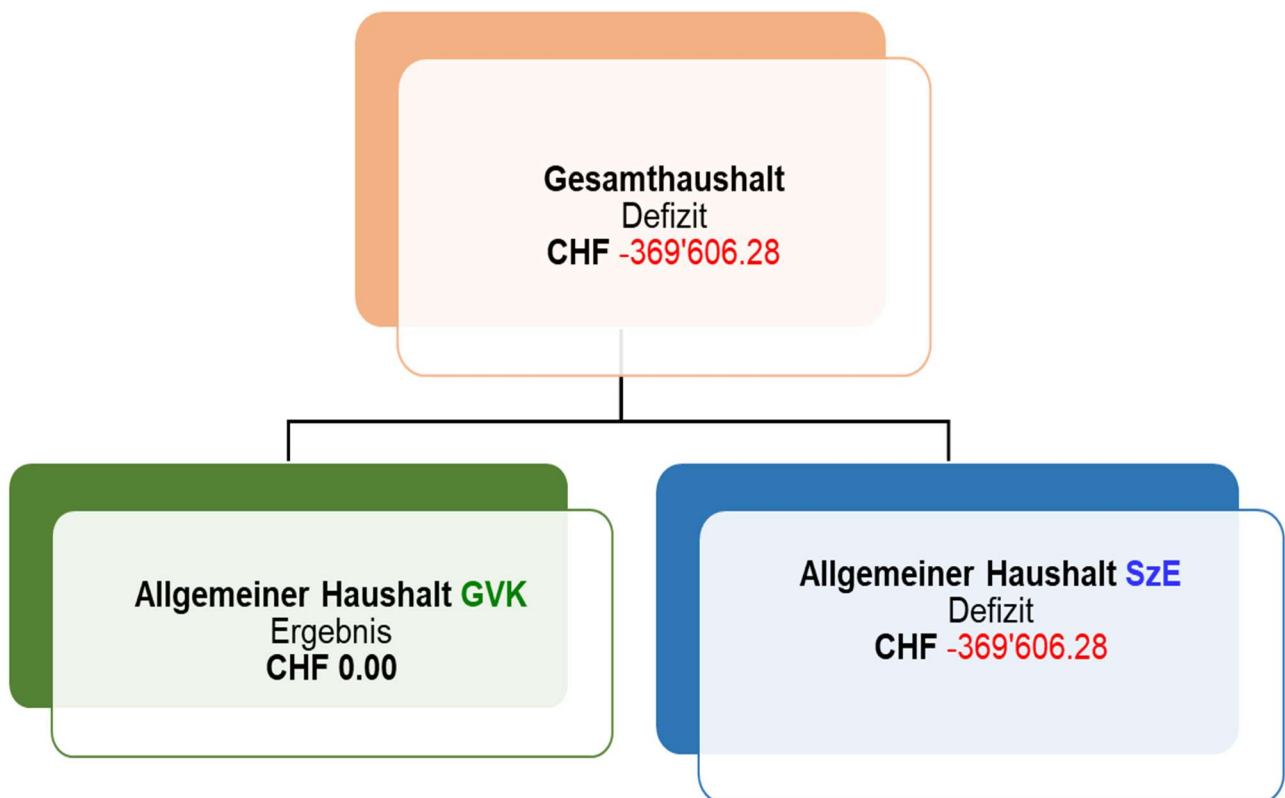 Gesamthaushalt
Defizit
CHF -369'606.28
Allgemeiner Haushalt GVK
Ergebnis
CHF 0.00
Allgemeiner Haushalt SzE
Defizit
CHF -369'606.28